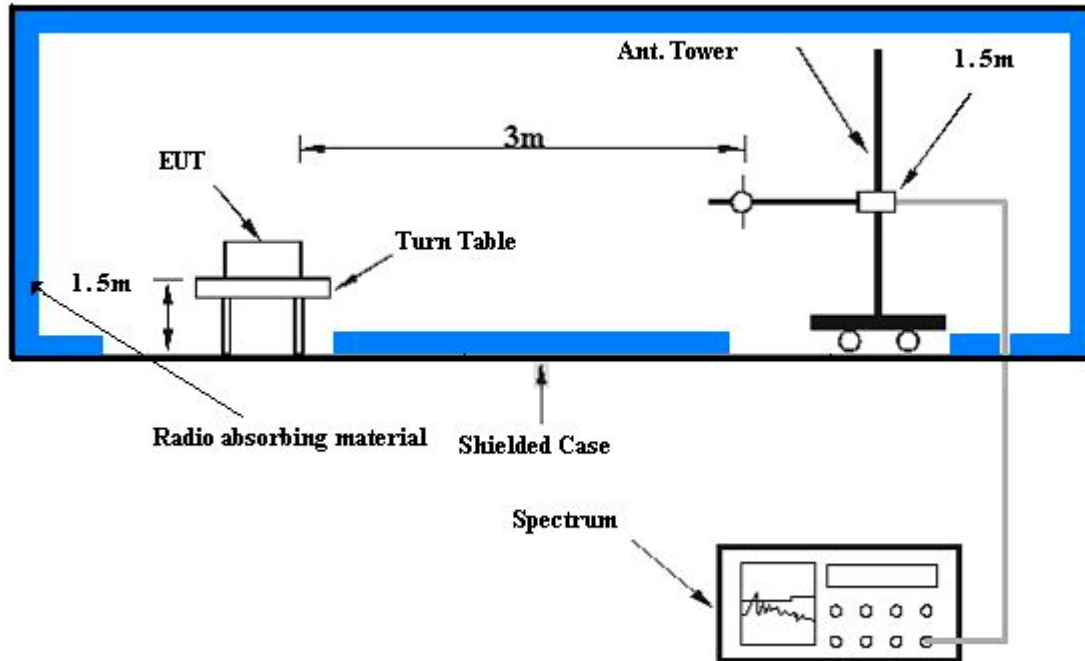 Ant. Tower
1.5m
3m
EUT
Turn Table
1.5m
Radio absorbing material
Shielded Case
Spectrum